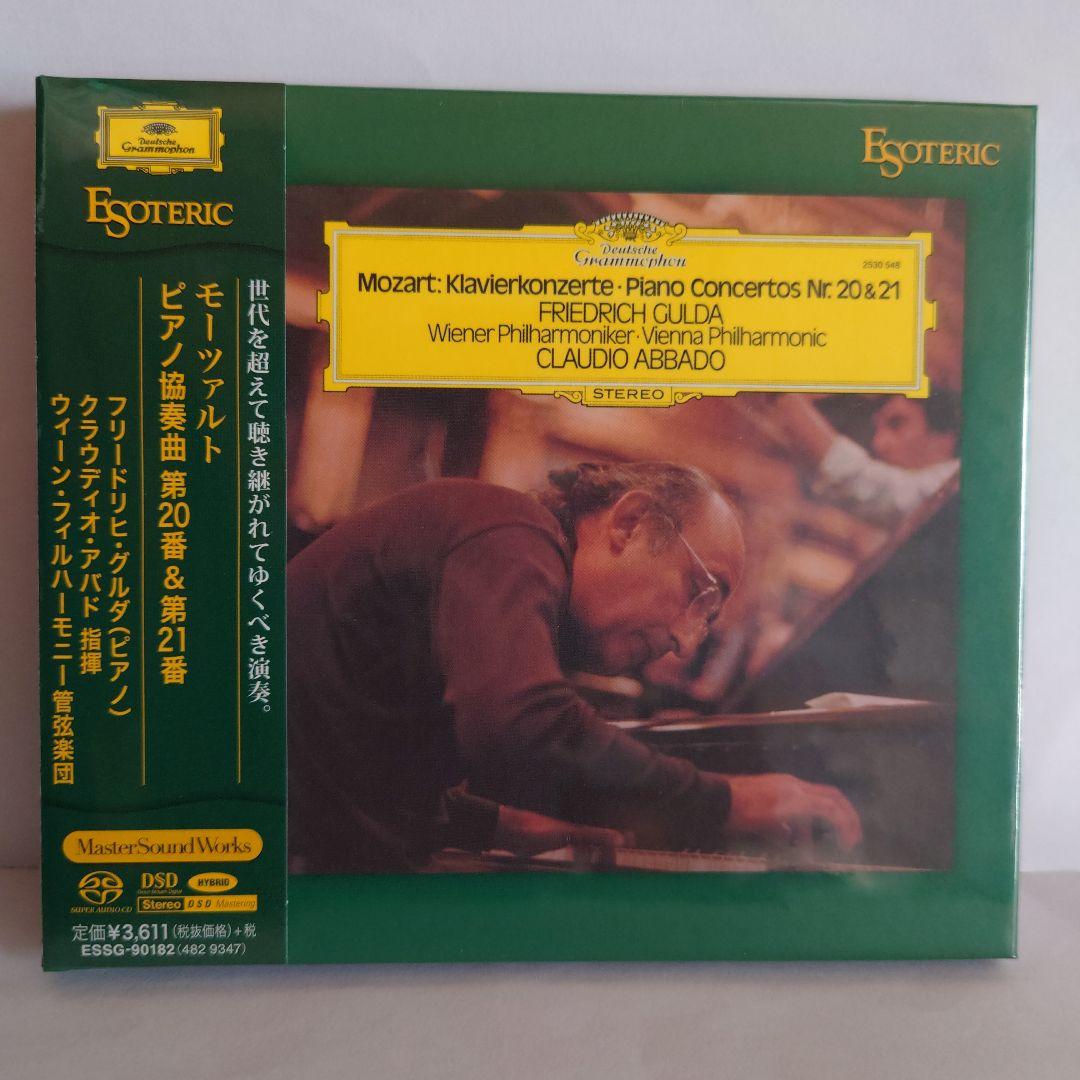 Deutsche
Grammophon
ESOTERIC
世代を超えて聴き継がれてゆくべき演奏。
モーツァルト
ピアノ協奏曲 第20番&第21番
フリードリヒ・グルダ(ピアノ)
クラウディオ・アバド 指揮
ウィーン・フィルハーモニー管弦楽団
MasterSoundWorks
SUPER AUDIO CD
DSD
Direct Stream Digital
HYBRID
Stereo DSD Mastering
定価¥3,611(税抜価格)+税
ESSG-90182(482 9347)
ESOTERIC
Deutsche
Grammophon
2530 548
Mozart: Klavierkonzerte · Piano Concertos Nr. 20 & 21
FRIEDRICH GULDA
Wiener Philharmoniker · Vienna Philharmonic
CLAUDIO ABBADO
STEREO